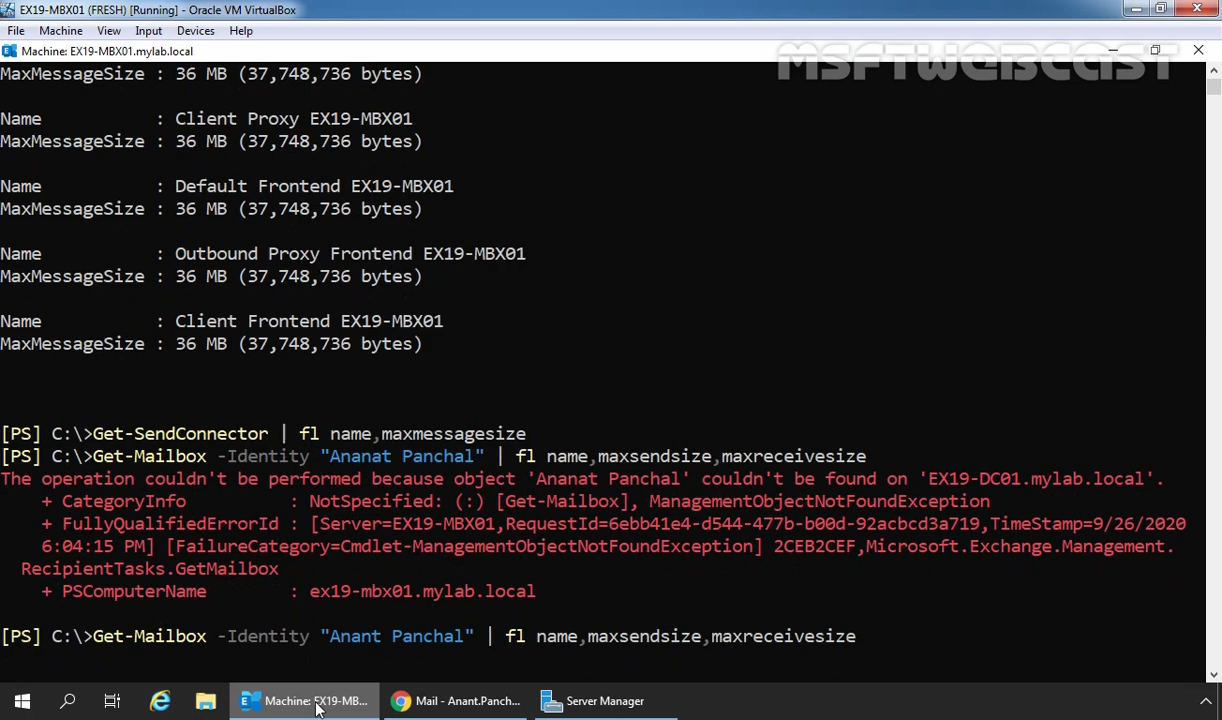 EX19-MBX01 (FRESH) [Running] - Oracle VM VirtualBox
File Machine View Input Devices Help
Machine: EX19-MBX01.mylab.local
MSFTWEBCAST
MaxMessageSize : 36 MB (37,748,736 bytes)
Name : Client Proxy EX19-MBX01
MaxMessageSize : 36 MB (37,748,736 bytes)
Name : Default Frontend EX19-MBX01
MaxMessageSize : 36 MB (37,748,736 bytes)
Name : Outbound Proxy Frontend EX19-MBX01
MaxMessageSize : 36 MB (37,748,736 bytes)
Name : Client Frontend EX19-MBX01
MaxMessageSize : 36 MB (37,748,736 bytes)
[PS] C:\>Get-SendConnector | fl name,maxmessagesize
[PS] C:\>Get-Mailbox -Identity "Ananat Panchal" | fl name,maxsendsize,maxreceivesize
The operation couldn't be performed because object 'Ananat Panchal' couldn't be found on 'EX19-DC01.mylab.local'.
+ CategoryInfo : NotSpecified: (:) [Get-Mailbox], ManagementObjectNotFoundException
+ FullyQualifiedErrorId : [Server=EX19-MBX01,RequestId=6ebb41e4-d544-477b-b00d-92acbcd3a719,TimeStamp=9/26/2020
6:04:15 PM] [FailureCategory=Cmdlet-ManagementObjectNotFoundException] 2CEB2CEF,Microsoft.Exchange.Management.
RecipientTasks.GetMailbox
+ PSComputerName : ex19-mbx01.mylab.local
[PS] C:\>Get-Mailbox -Identity "Anant Panchal" | fl name,maxsendsize,maxreceivesize
Machine: EX19-MB... Mail - Anant.Panch... Server Manager